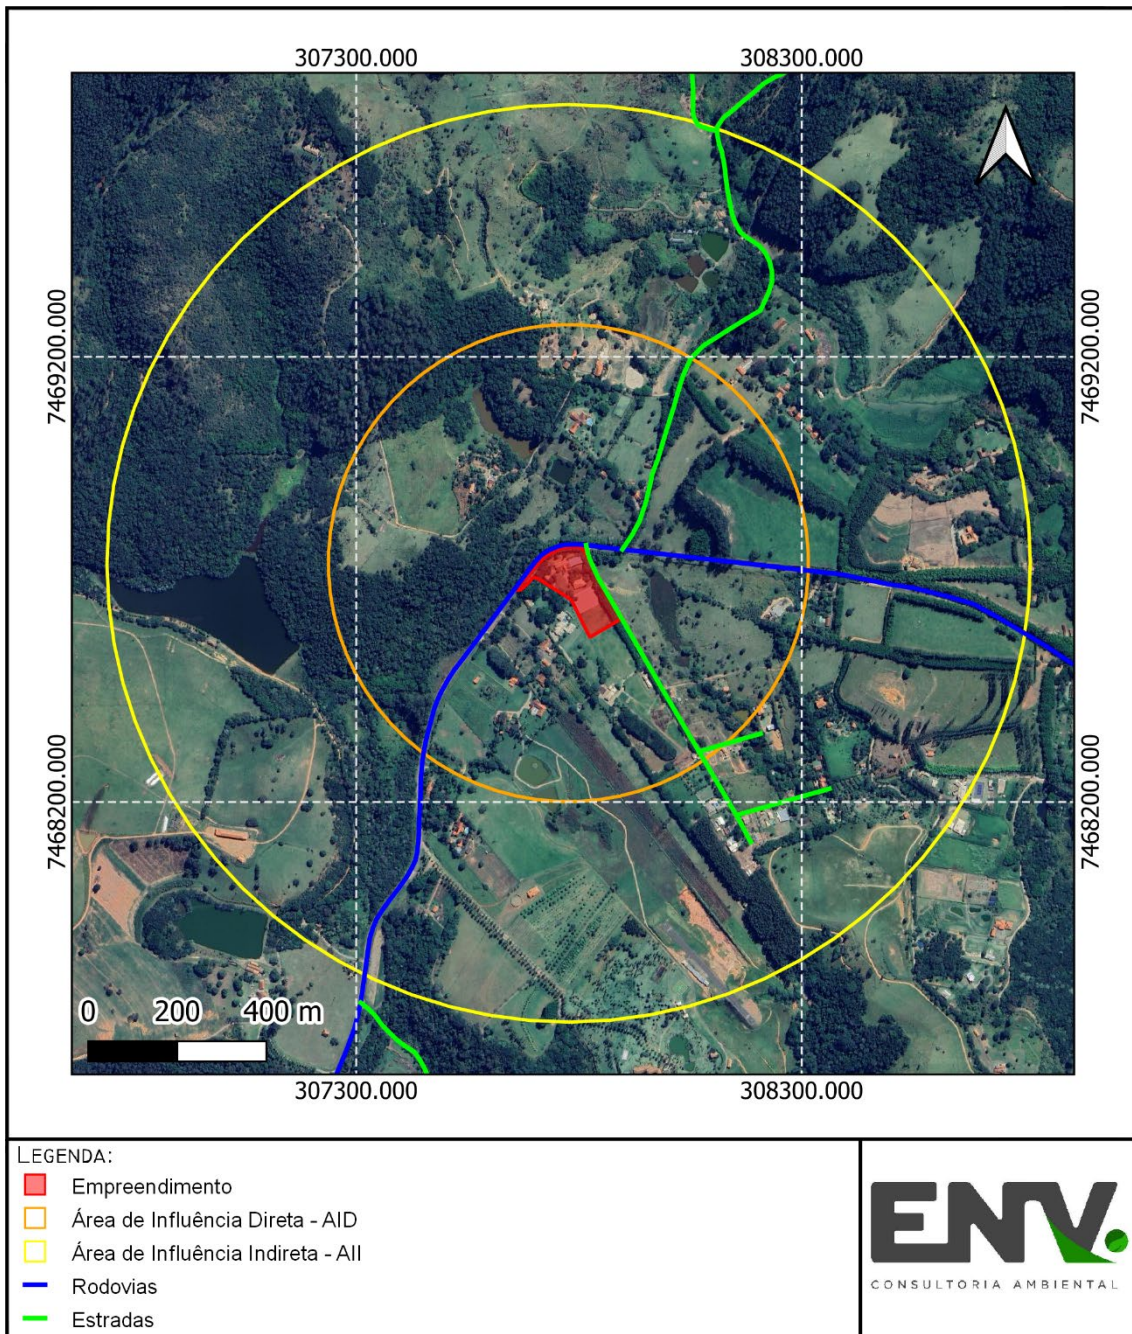 307300.000 308300.000
7469200.000 7469200.000
7468200.000 7468200.000
0 200 400 m
307300.000 308300.000
LEGENDA:
Empreendimento
Área de Influência Direta - AID
Área de Influência Indireta - AII
Rodovias
Estradas
ENV.
CONSULTORIA AMBIENTAL